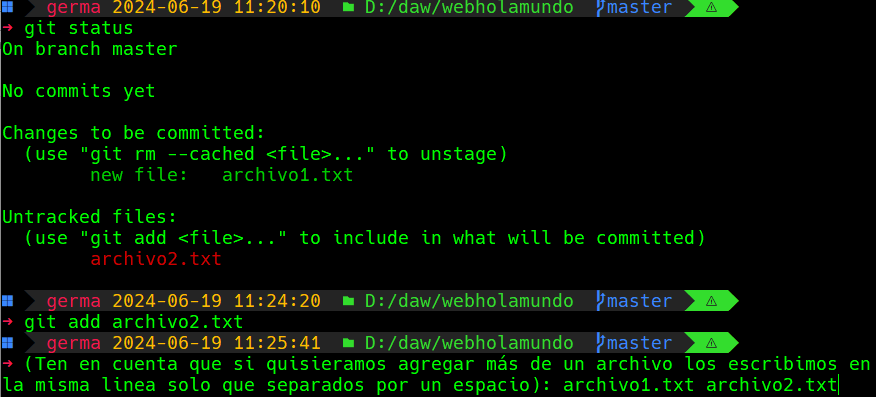 germa 2024-06-19 11:20:10 D:/daw/webholamundo master
→ git status
On branch master
No commits yet
Changes to be committed:
(use "git rm --cached <file>..." to unstage)
new file: archivo1.txt
Untracked files:
(use "git add <file>..." to include in what will be committed)
archivo2.txt
germa 2024-06-19 11:24:20 D:/daw/webholamundo master
→ git add archivo2.txt
germa 2024-06-19 11:25:41 D:/daw/webholamundo master
→ (Ten en cuenta que si quisieramos agregar más de un archivo los escribimos en
la misma linea solo que separados por un espacio): archivo1.txt archivo2.txt